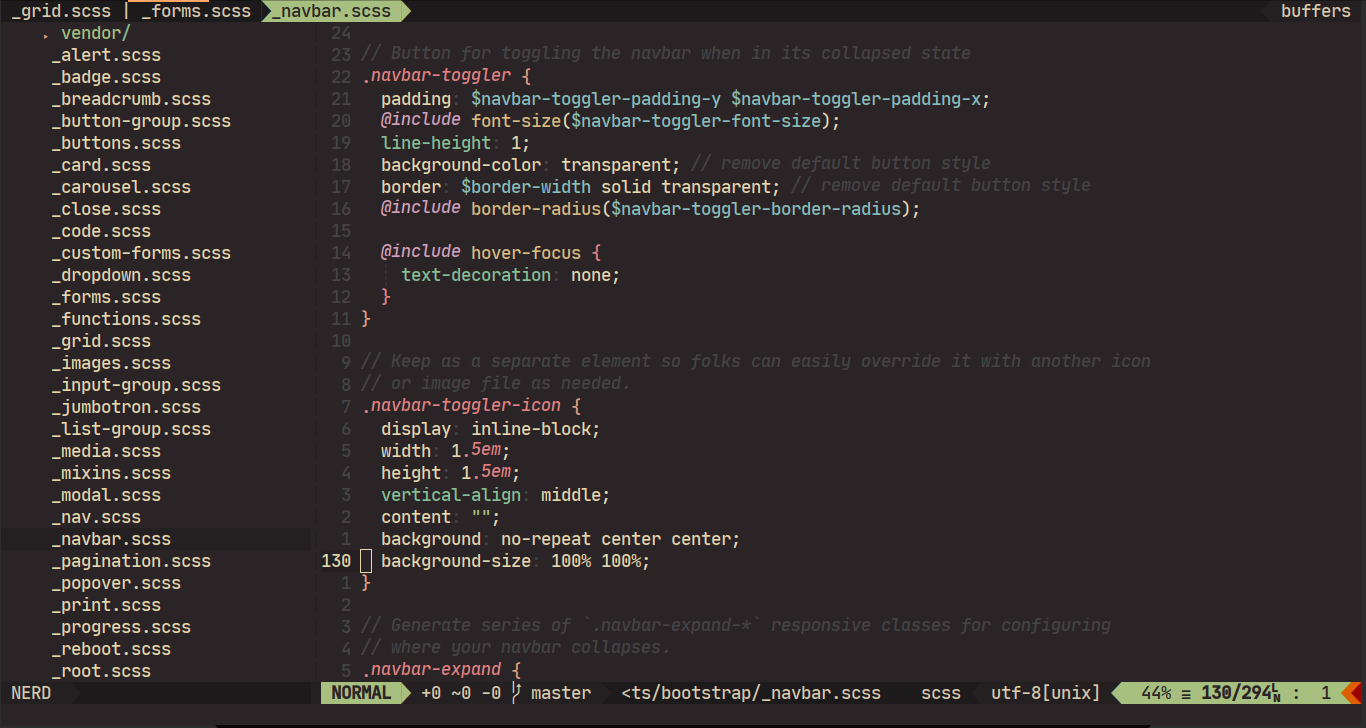 _grid.scss | _forms.scss _navbar.scss buffers
▸ vendor/
_alert.scss
_badge.scss
_breadcrumb.scss
_button-group.scss
_buttons.scss
_card.scss
_carousel.scss
_close.scss
_code.scss
_custom-forms.scss
_dropdown.scss
_forms.scss
_functions.scss
_grid.scss
_images.scss
_input-group.scss
_jumbotron.scss
_list-group.scss
_media.scss
_mixins.scss
_modal.scss
_nav.scss
_navbar.scss
_pagination.scss
_popover.scss
_print.scss
_progress.scss
_reboot.scss
_root.scss
24
23 // Button for toggling the navbar when in its collapsed state
22 .navbar-toggler {
21 padding: $navbar-toggler-padding-y $navbar-toggler-padding-x;
20 @include font-size($navbar-toggler-font-size);
19 line-height: 1;
18 background-color: transparent; // remove default button style
17 border: $border-width solid transparent; // remove default button style
16 @include border-radius($navbar-toggler-border-radius);
15
14 @include hover-focus {
13 text-decoration: none;
12 }
11 }
10
9 // Keep as a separate element so folks can easily override it with another icon
8 // or image file as needed.
7 .navbar-toggler-icon {
6 display: inline-block;
5 width: 1.5em;
4 height: 1.5em;
3 vertical-align: middle;
2 content: "";
1 background: no-repeat center center;
130 background-size: 100% 100%;
1 }
2
3 // Generate series of `.navbar-expand-*` responsive classes for configuring
4 // where your navbar collapses.
5 .navbar-expand {
NERD NORMAL +0 ~0 -0 master <ts/bootstrap/_navbar.scss scss utf-8[unix] 44% ≡ 130/294 LN : 1